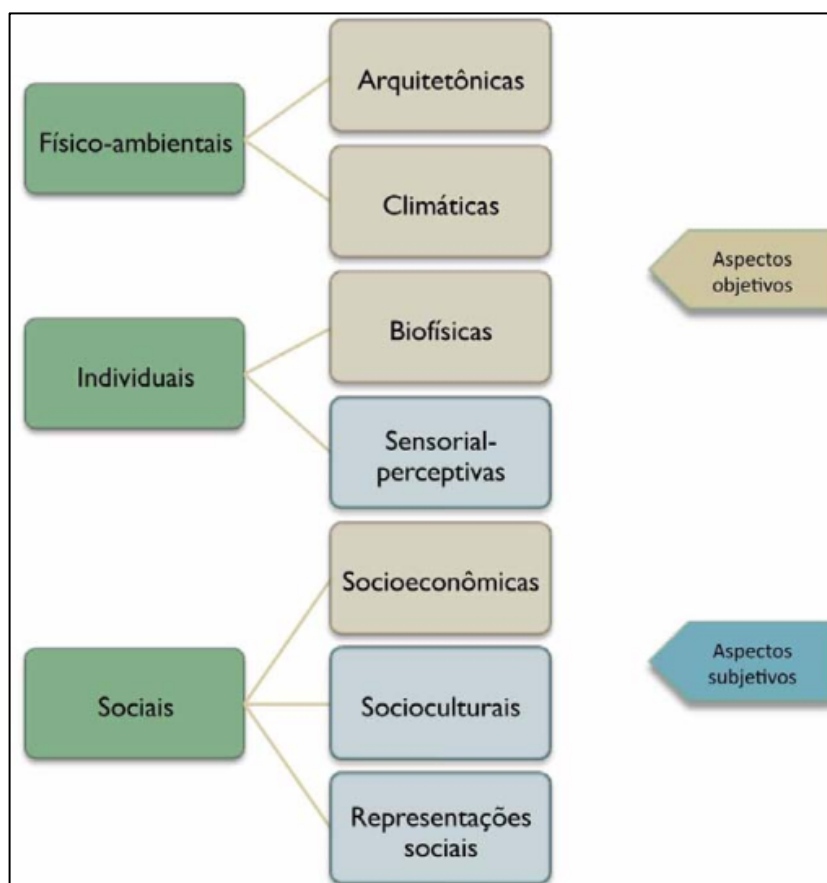 Físico-ambientais
Arquitetônicas
Climáticas
Individuais
Biofísicas
Sensorial-
perceptivas
Sociais
Socioeconômicas
Socioculturais
Representações
sociais
Aspectos
objetivos
Aspectos
subjetivos